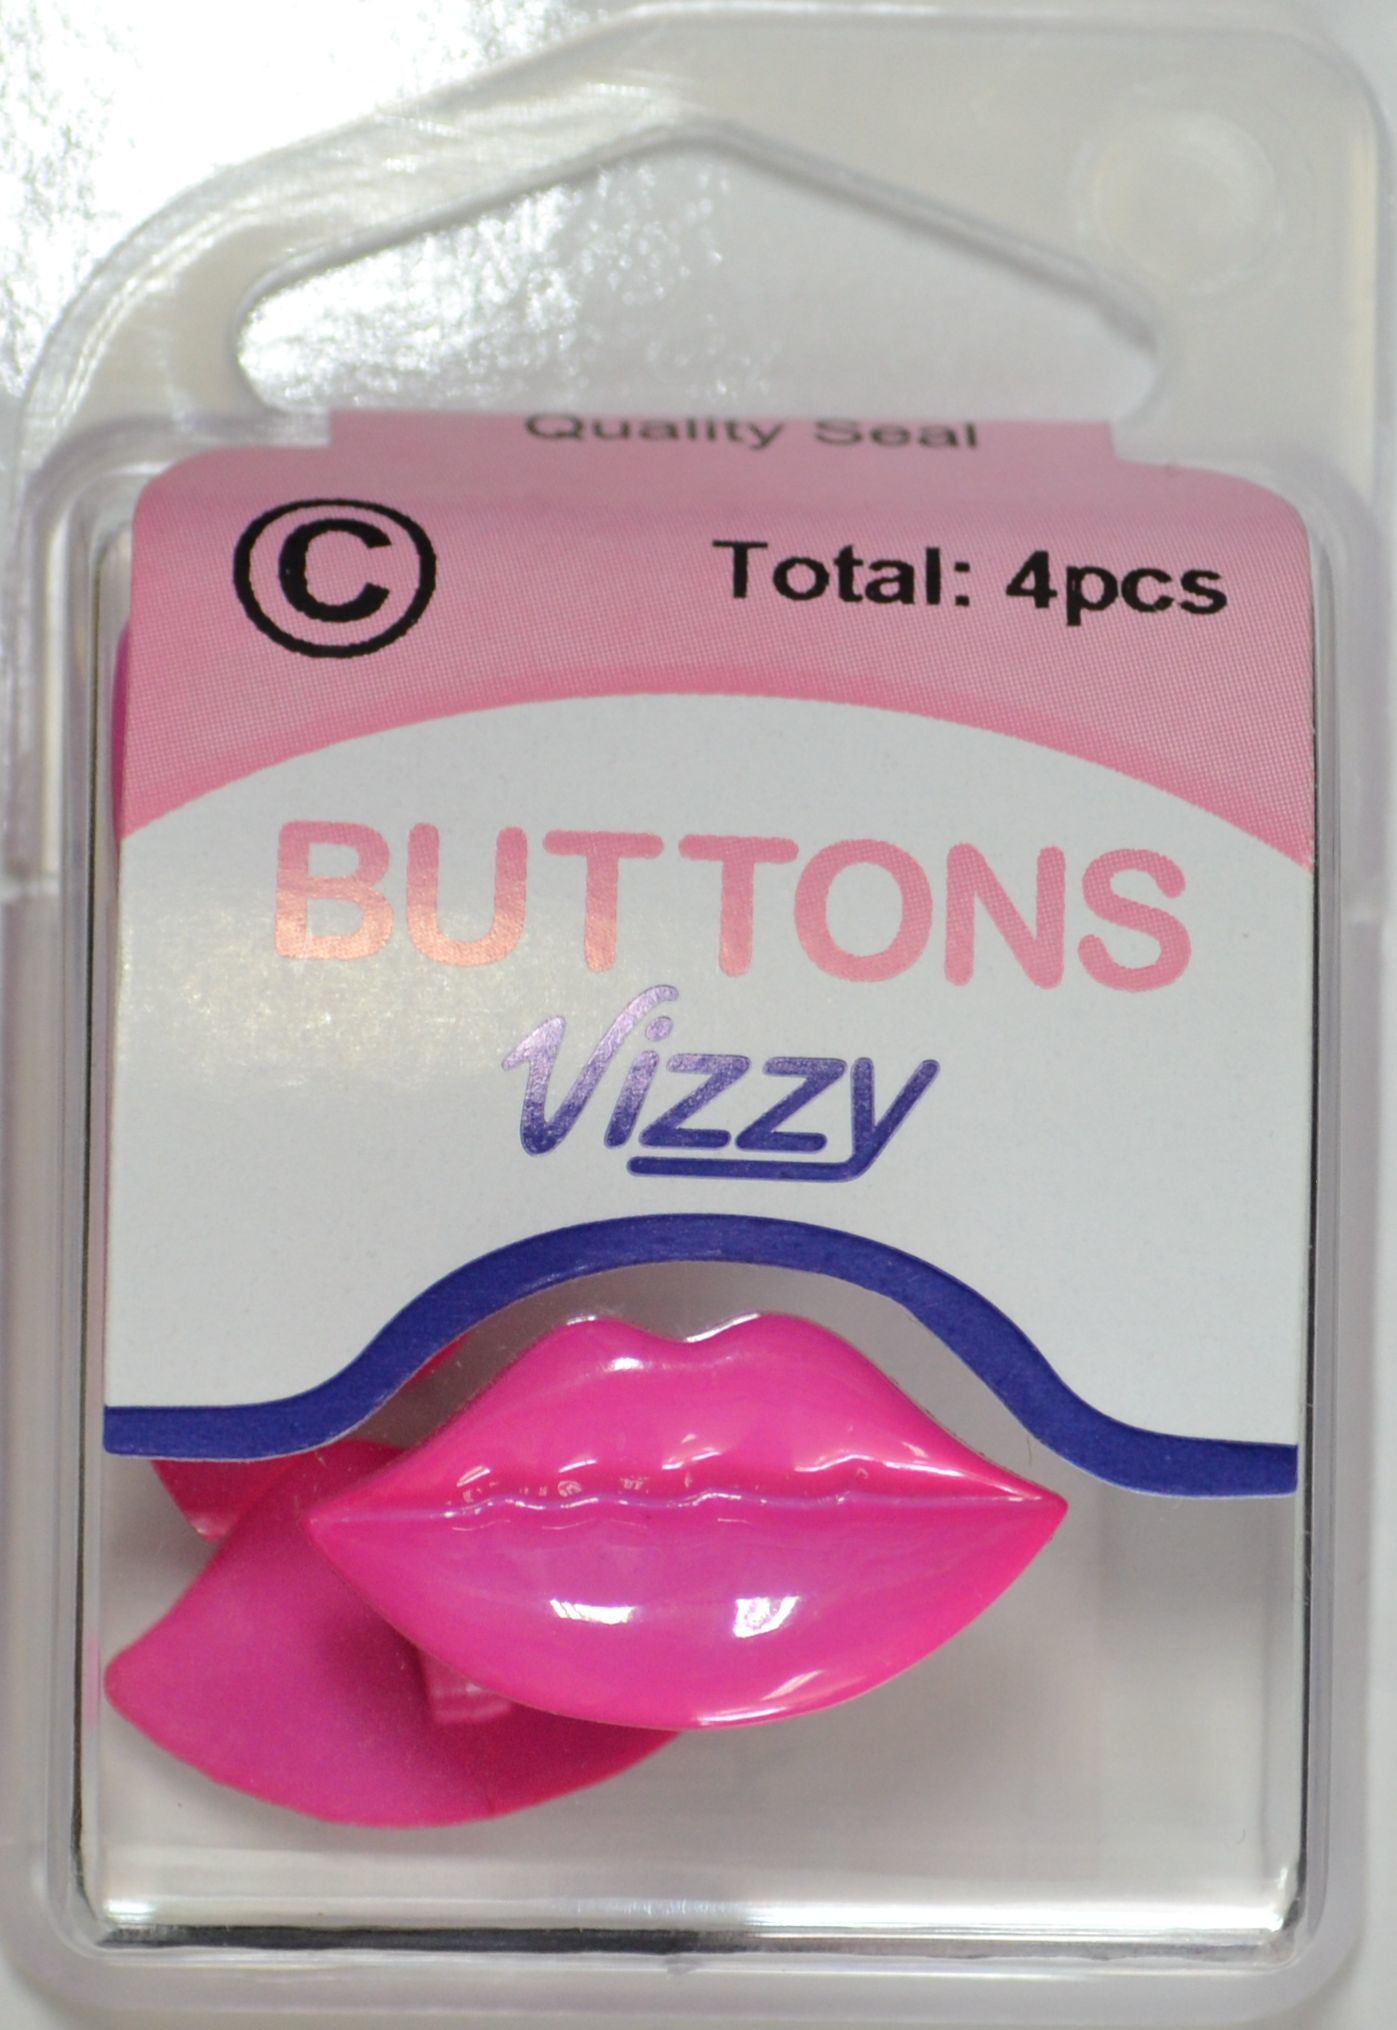 Quality Seal
© Total: 4pcs
BUTTONS
Vizzy